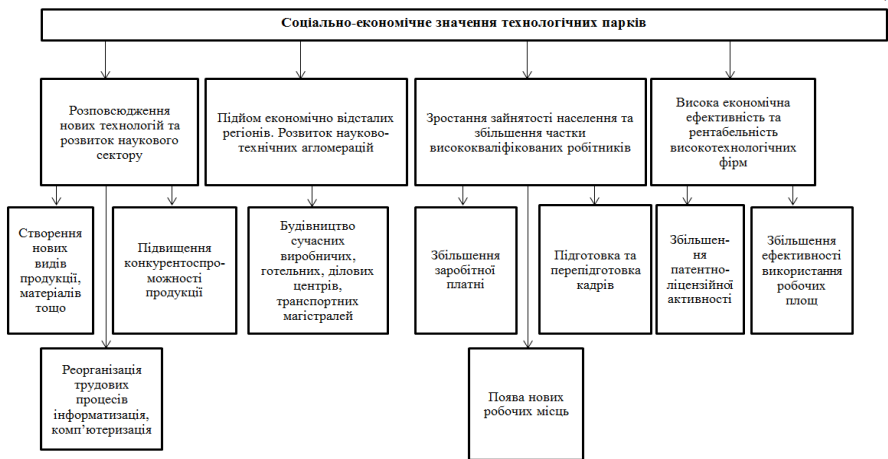 Соціально-економічне значення технологічних парків
Розповсюдження
нових технологій та
розвиток наукового
сектору
Підйом економічно відсталих
регіонів. Розвиток науково-
технічних агломерацій
Зростання зайнятості населення та
збільшення частки
висококваліфікованих робітників
Висока економічна
ефективність та
рентабельність
високотехнологічних
фірм
Створення
нових
видів
продукції,
матеріалів
тощо
Підвищення
конкурентоспро-
можності
продукції
Будівництво
сучасних
виробничих,
готельних, ділових
центрів,
транспортних
магістралей
Збільшення
заробітної
платні
Підготовка та
перепідготовка
кадрів
Збільшен-
ня
патентно-
ліцензійної
активності
Збільшення
ефективності
використання
робочих
площ
Реорганізація
трудових
процесів
інформатизація,
комп’ютеризація
Поява нових
робочих місць